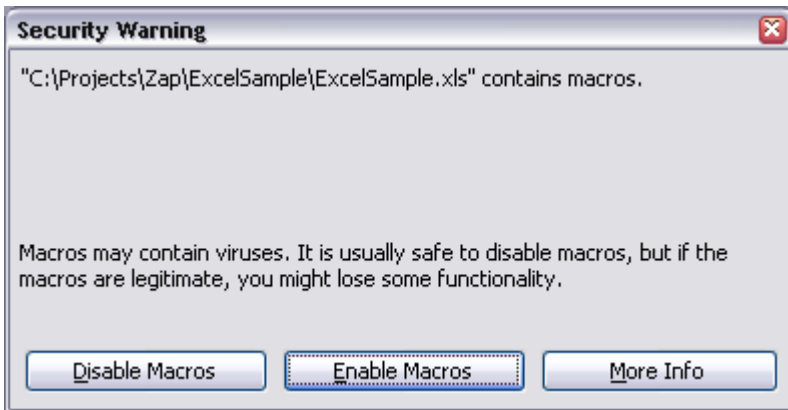 Security Warning
"C:\Projects\Zap\ExcelSample\ExcelSample.xls" contains macros.
Macros may contain viruses. It is usually safe to disable macros, but if the
macros are legitimate, you might lose some functionality.
Disable Macros Enable Macros More Info